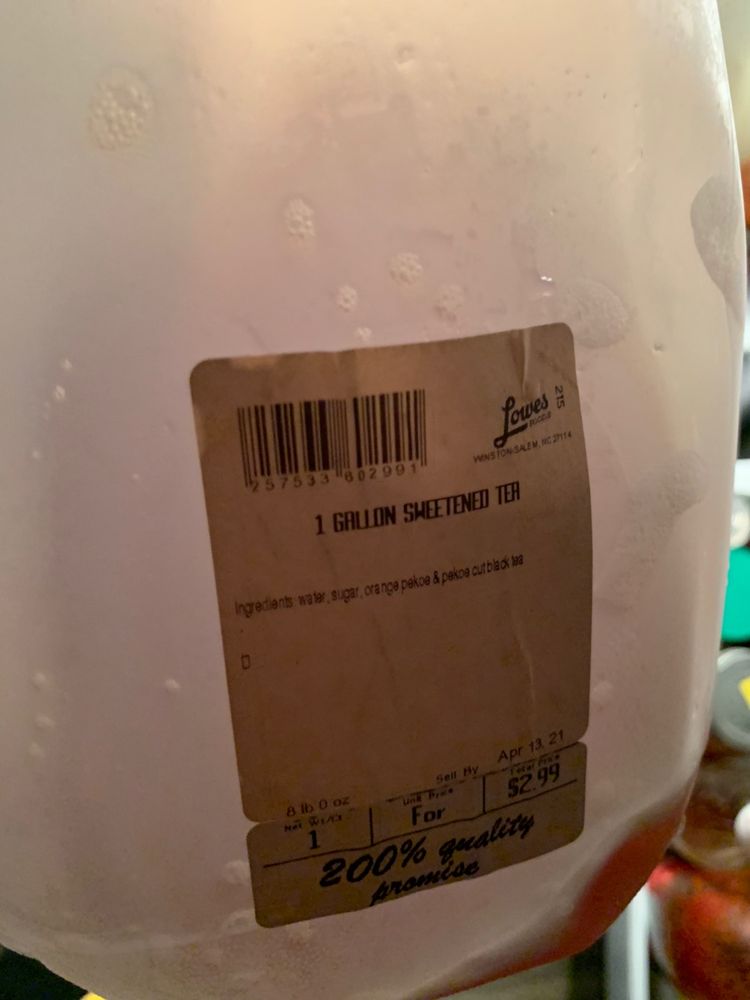 257533 602991
Lowes
FOODS
215
WINSTON-SALEM, NC 27114
1 GALLON SWEETENED TEA
Ingredients: water, sugar, orange pekoe & pekoe cut black tea
Sell By Apr 13, 21
8 lb 0 oz
Net Wt/Ct Unit Price Total Price
1 For $2.99
200% quality
promise